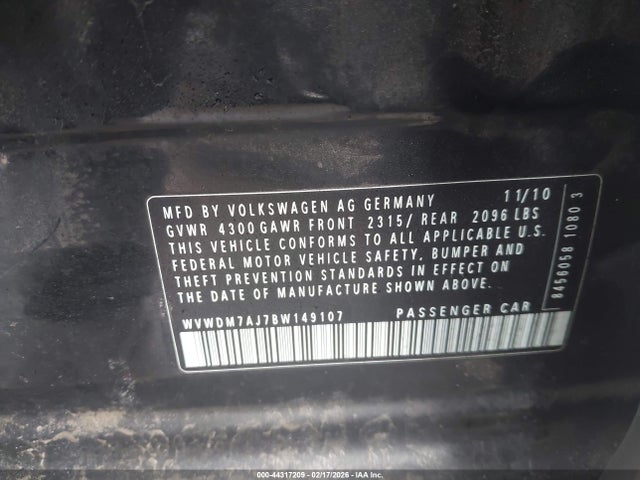 MFD BY VOLKSWAGEN AG GERMANY 11/10
GVWR 4300 GAWR FRONT 2315/ REAR 2096 LBS
THIS VEHICLE CONFORMS TO ALL APPLICABLE U.S.
FEDERAL MOTOR VEHICLE SAFETY, BUMPER AND
THEFT PREVENTION STANDARDS IN EFFECT ON
THE DATE OF MANUFACTURE SHOWN ABOVE.
WVWDM7AJ7BW149107 PASSENGER CAR
8456058 1080 3
000-44317209 - 02/17/2026 - IAA Inc.